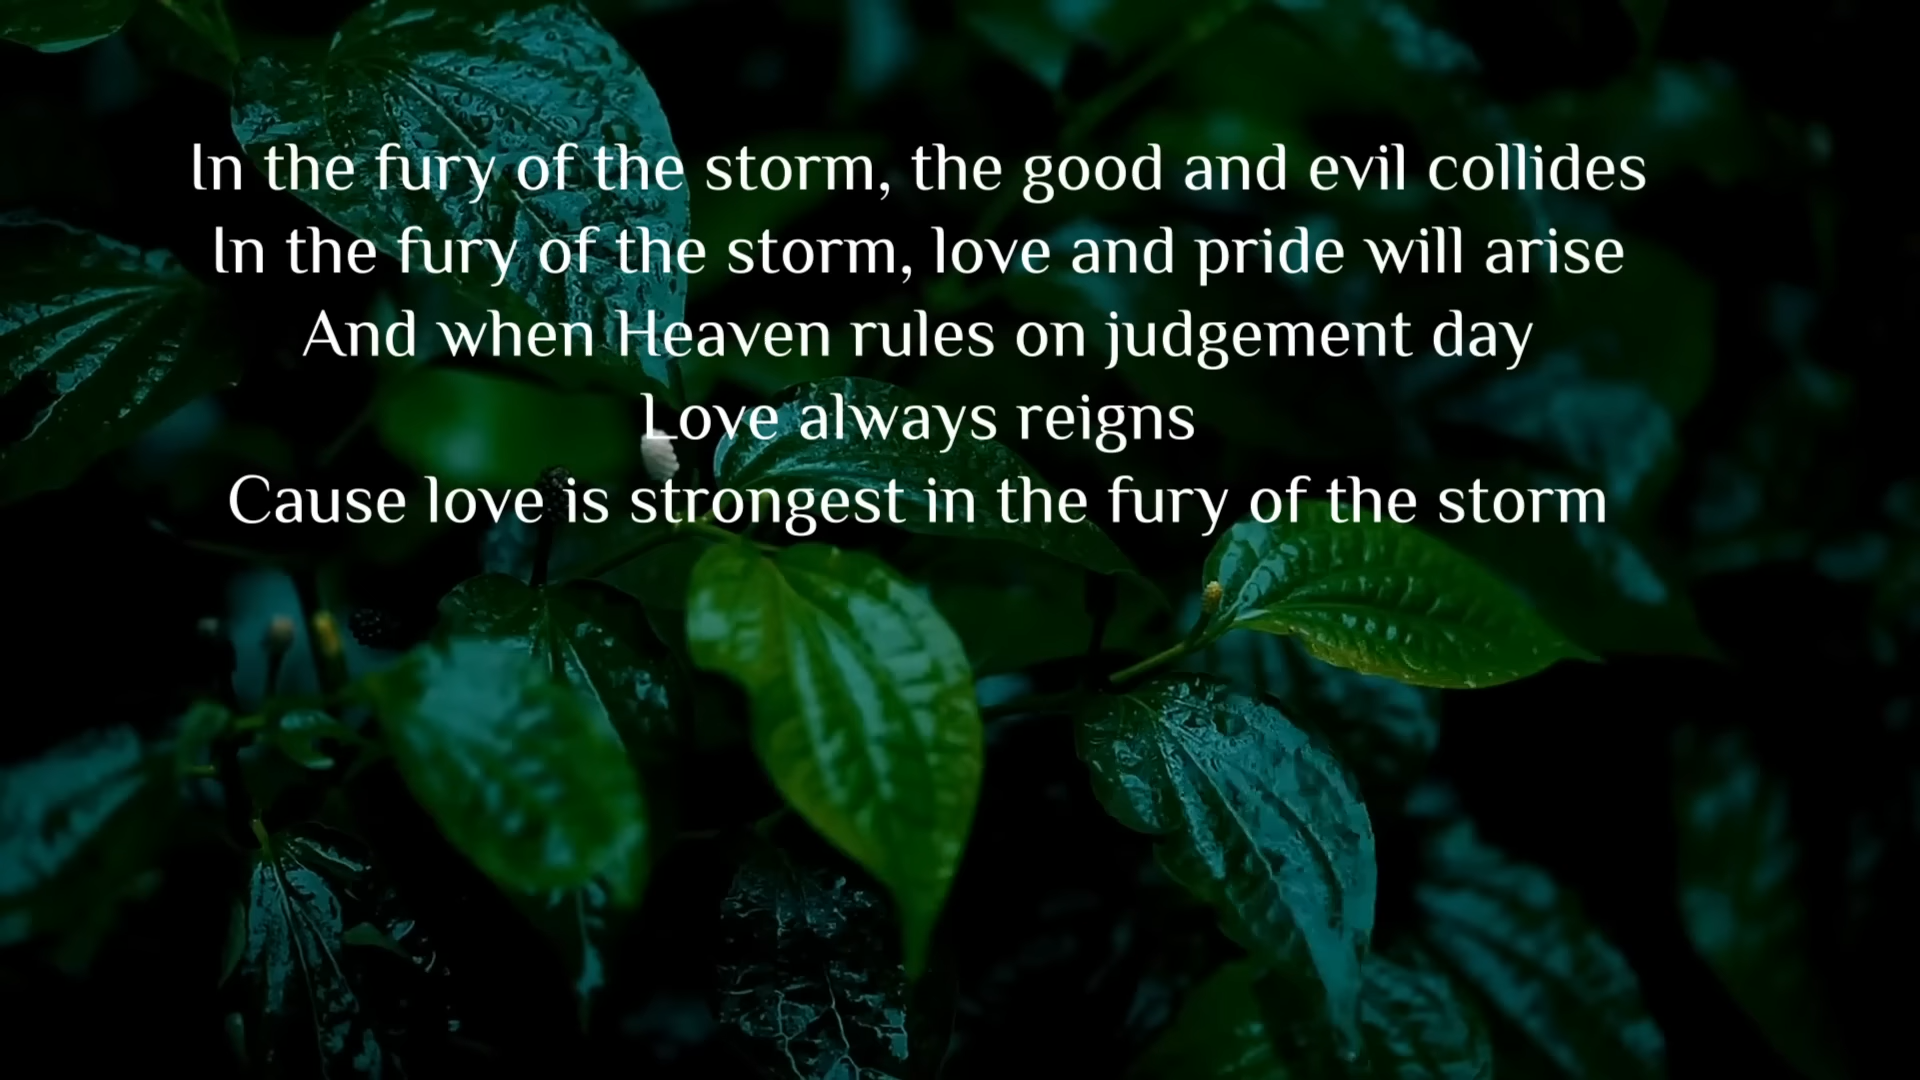 In the fury of the storm, the good and evil collides
In the fury of the storm, love and pride will arise
And when Heaven rules on judgement day
Love always reigns
Cause love is strongest in the fury of the storm